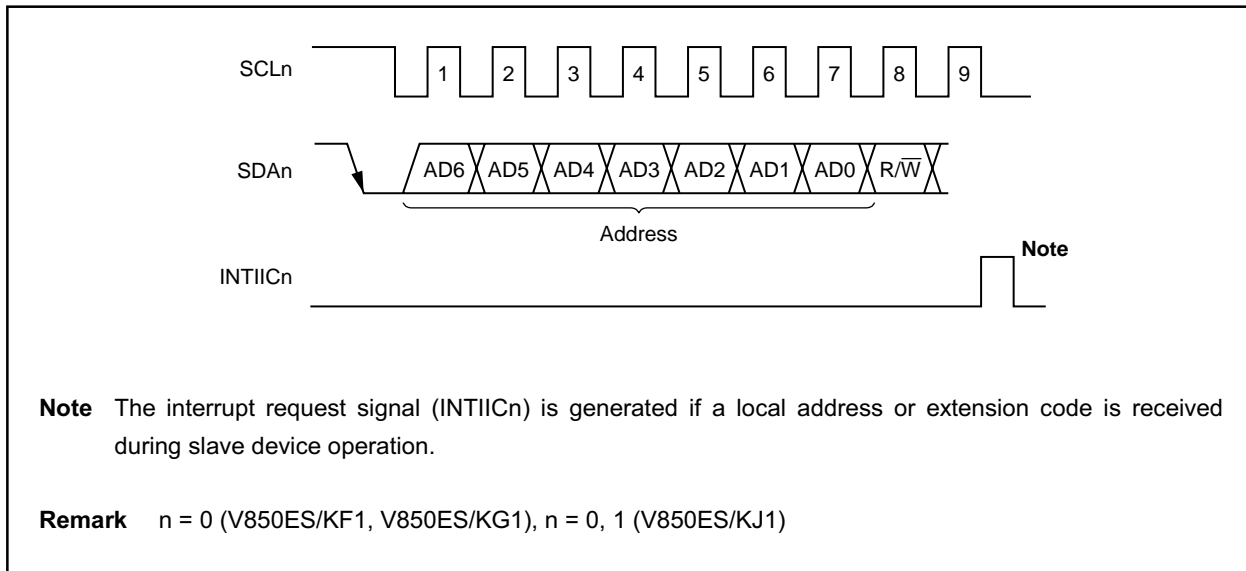 SCLn 1 2 3 4 5 6 7 8 9
SDAn AD6 AD5 AD4 AD3 AD2 AD1 AD0 R/W̅
Address
INTIICn Note
Note The interrupt request signal (INTIICn) is generated if a local address or extension code is received
during slave device operation.
Remark n = 0 (V850ES/KF1, V850ES/KG1), n = 0, 1 (V850ES/KJ1)